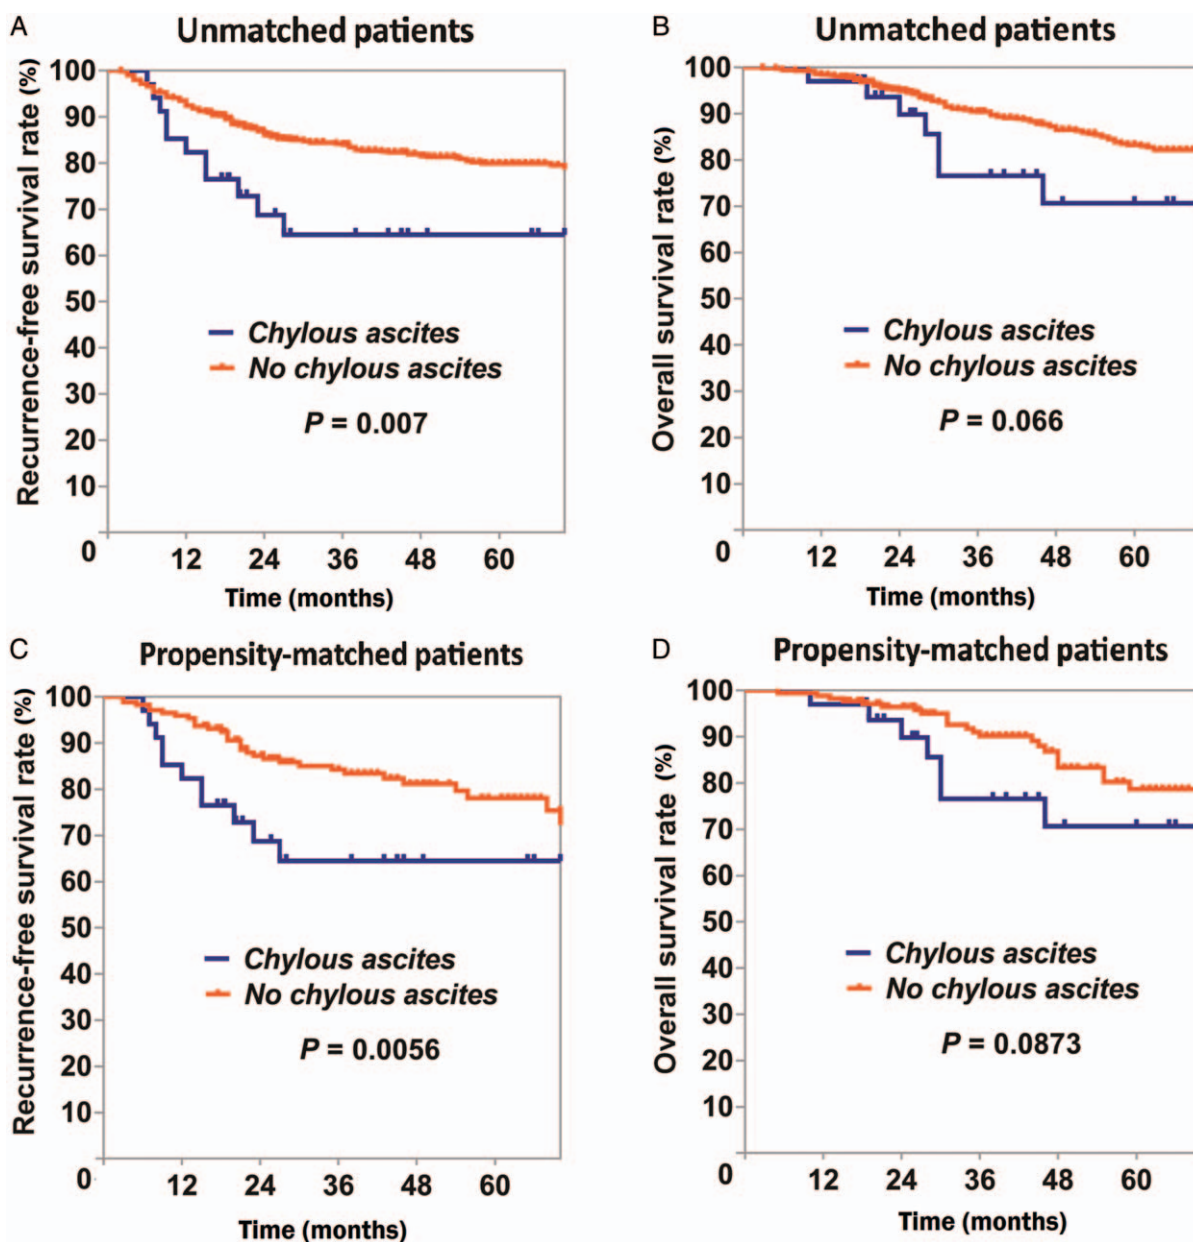 A
Unmatched patients
Recurrence-free survival rate (%)
100
90
80
70
60
50
40
30
20
10
0
Chylous ascites
No chylous ascites
P = 0.007
12 24 36 48 60
Time (months)
B
Unmatched patients
Overall survival rate (%)
100
90
80
70
60
50
40
30
20
10
0
Chylous ascites
No chylous ascites
P = 0.066
12 24 36 48 60
Time (months)
C
Propensity-matched patients
Recurrence-free survival rate (%)
100
90
80
70
60
50
40
30
20
10
0
Chylous ascites
No chylous ascites
P = 0.0056
12 24 36 48 60
Time (months)
D
Propensity-matched patients
Overall survival rate (%)
100
90
80
70
60
50
40
30
20
10
0
Chylous ascites
No chylous ascites
P = 0.0873
12 24 36 48 60
Time (months)